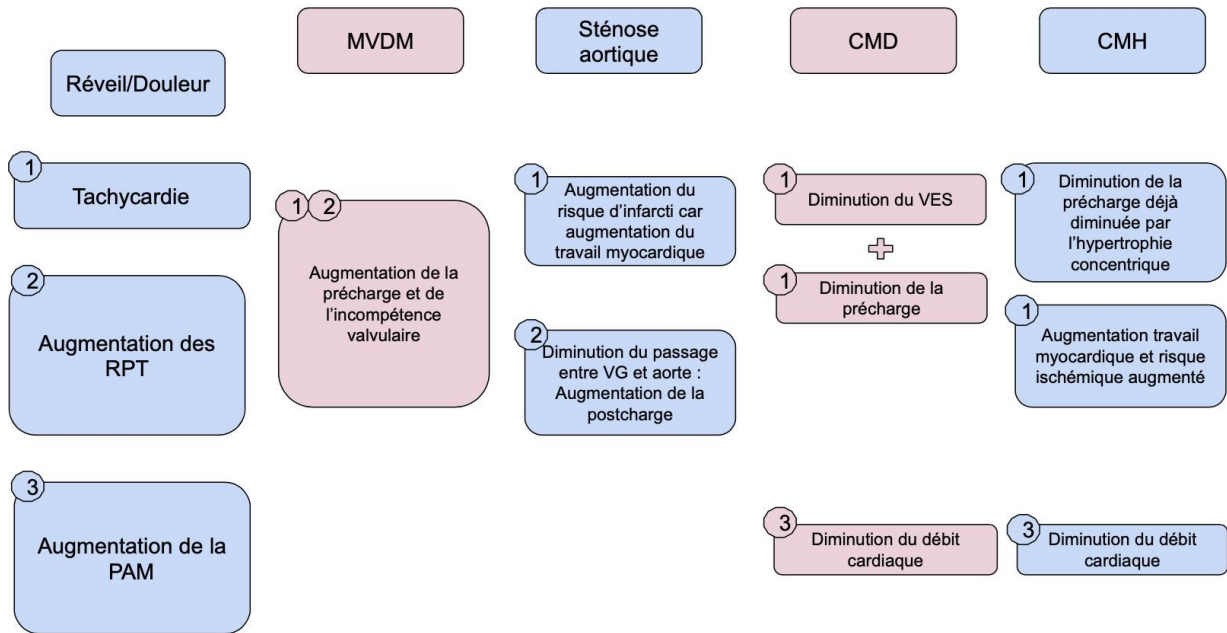 MVDM
Sténose
aortique
CMD
CMH
Réveil/Douleur
1
Tachycardie
2
Augmentation des
RPT
3
Augmentation de la
PAM
1 2
Augmentation de la
précharge et de
l'incompétence
valvulaire
1
Augmentation du
risque d'infarcti car
augmentation du
travail myocardique
2
Diminution du passage
entre VG et aorte :
Augmentation de la
postcharge
1
Diminution du VES
1
Diminution de la
précharge
3
Diminution du débit
cardiaque
1
Diminution de la
précharge déjà
diminuée par
l'hypertrophie
concentrique
1
Augmentation travail
myocardique et risque
ischémique augmenté
3
Diminution du débit
cardiaque